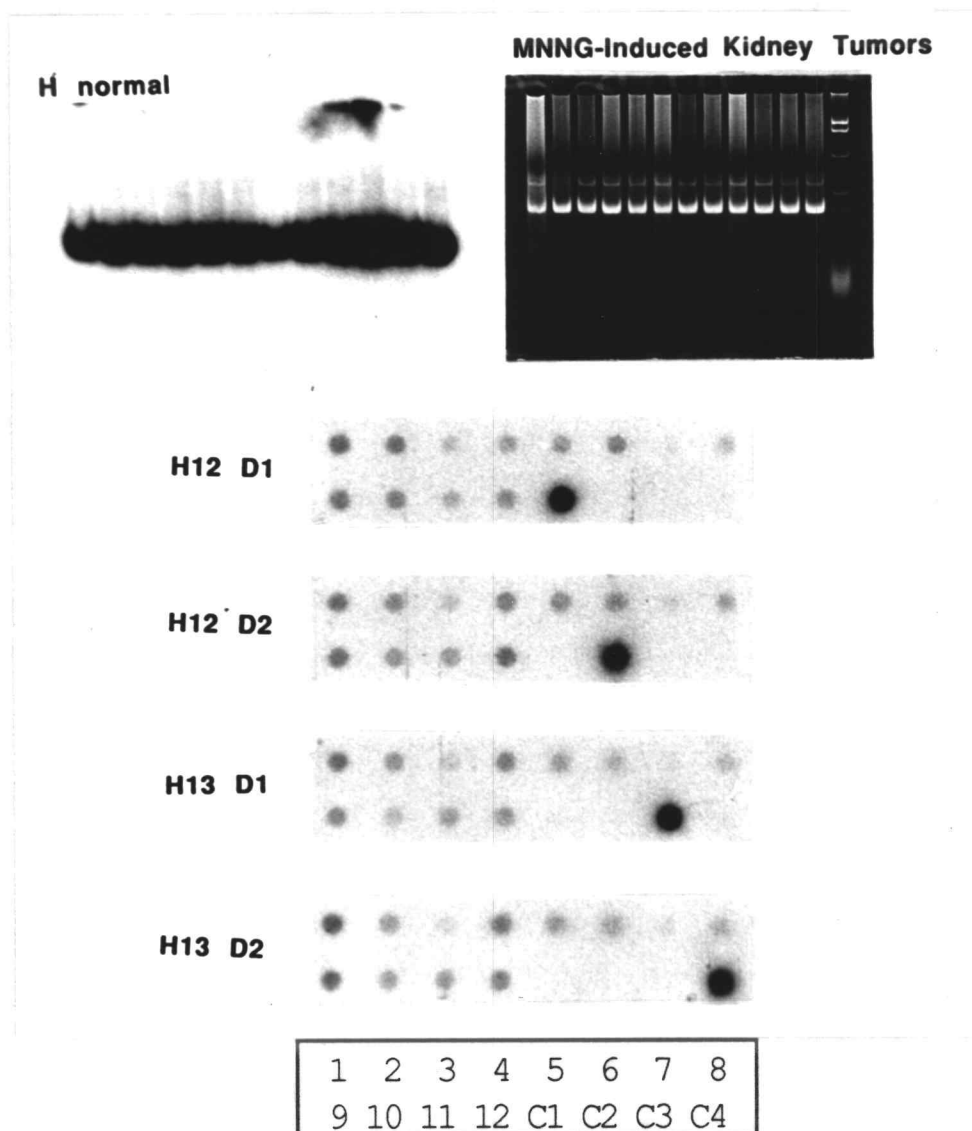 MNNG-Induced Kidney Tumors
H normal
H12 D1
H12 D2
H13 D1
H13 D2
1 2 3 4 5 6 7 8
9 10 11 12 C1 C2 C3 C4